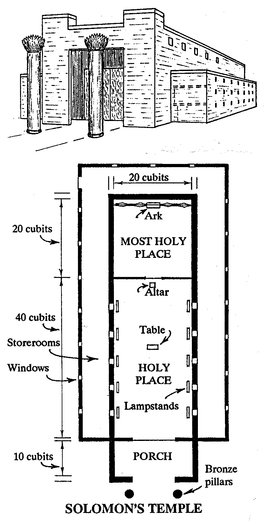 20 cubits
Ark
20 cubits
MOST HOLY
PLACE
Altar
40 cubits
Table
Storerooms
Windows
HOLY
PLACE
Lampstands
10 cubits
PORCH
Bronze
pillars
SOLOMON'S TEMPLE